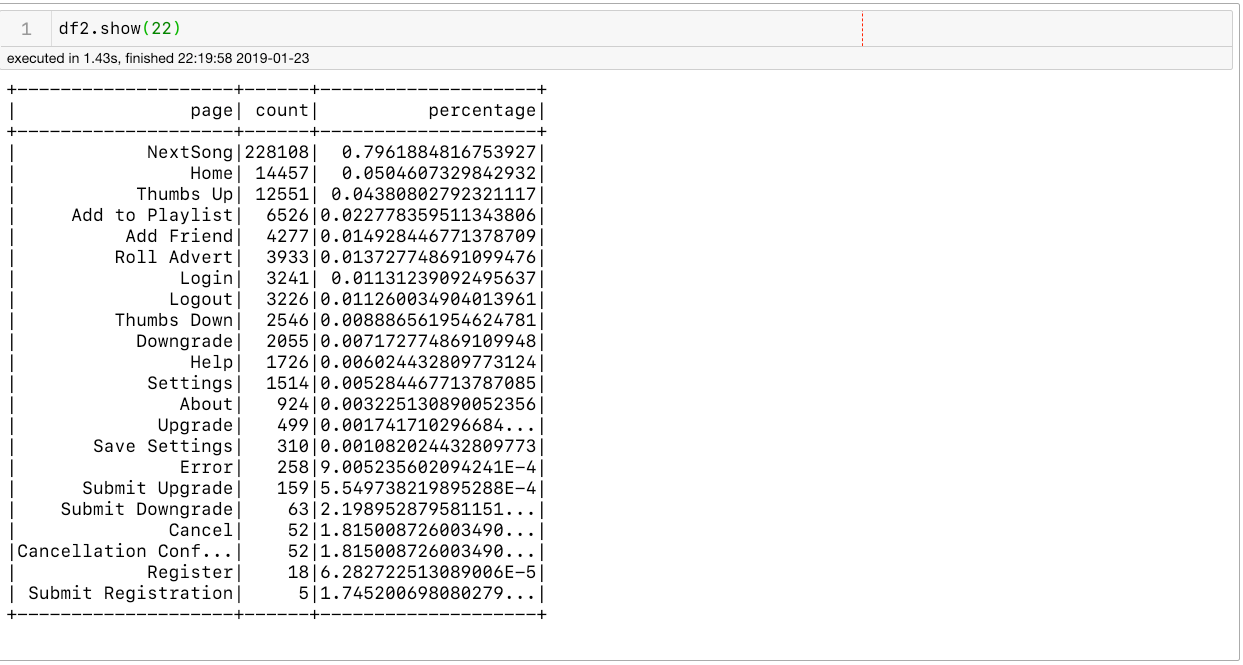 1 df2.show(22)
executed in 1.43s, finished 22:19:58 2019-01-23
+--------------------+------+--------------------+
|                page| count|          percentage|
+--------------------+------+--------------------+
|            NextSong|228108|  0.7961884816753927|
|                Home| 14457|  0.0504607329842932|
|           Thumbs Up| 12551| 0.04380802792321117|
|     Add to Playlist|  6526|0.022778359511343806|
|          Add Friend|  4277|0.014928446771378709|
|         Roll Advert|  3933|0.013727748691099476|
|               Login|  3241| 0.01131239092495637|
|              Logout|  3226|0.011260034904013961|
|         Thumbs Down|  2546|0.008886561954624781|
|           Downgrade|  2055|0.007172774869109948|
|                Help|  1726|0.006024432809773124|
|            Settings|  1514|0.005284467713787085|
|               About|   924|0.003225130890052356|
|             Upgrade|   499|0.001741710296684...|
|       Save Settings|   310|0.001082024432809773|
|               Error|   258|9.005235602094241E-4|
|      Submit Upgrade|   159|5.549738219895288E-4|
|    Submit Downgrade|    63|2.198952879581151...|
|              Cancel|    52|1.815008726003490...|
|Cancellation Conf...|    52|1.815008726003490...|
|            Register|    18|6.282722513089006E-5|
| Submit Registration|     5|1.745200698080279...|
+--------------------+------+--------------------+